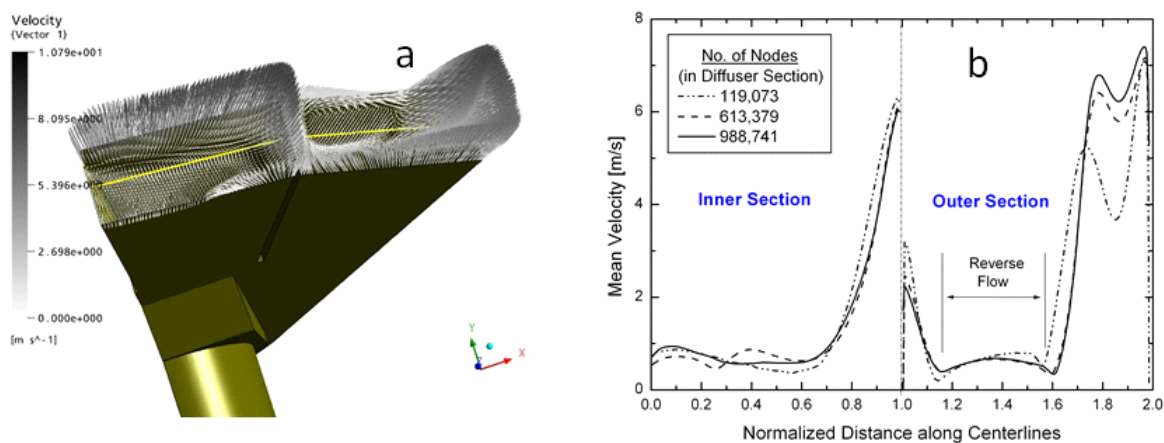 Velocity
(Vector 1)
1.079e+001
8.095e+000
5.396e+000
2.698e+000
0.000e+000
[m s^-1]
a
Y
X
Z
b
No. of Nodes
(in Diffuser Section)
119,073
613,379
988,741
Inner Section
Outer Section
Reverse
Flow
Mean Velocity [m/s]
8
6
4
2
0
0.0 0.2 0.4 0.6 0.8 1.0 1.2 1.4 1.6 1.8 2.0
Normalized Distance along Centerlines